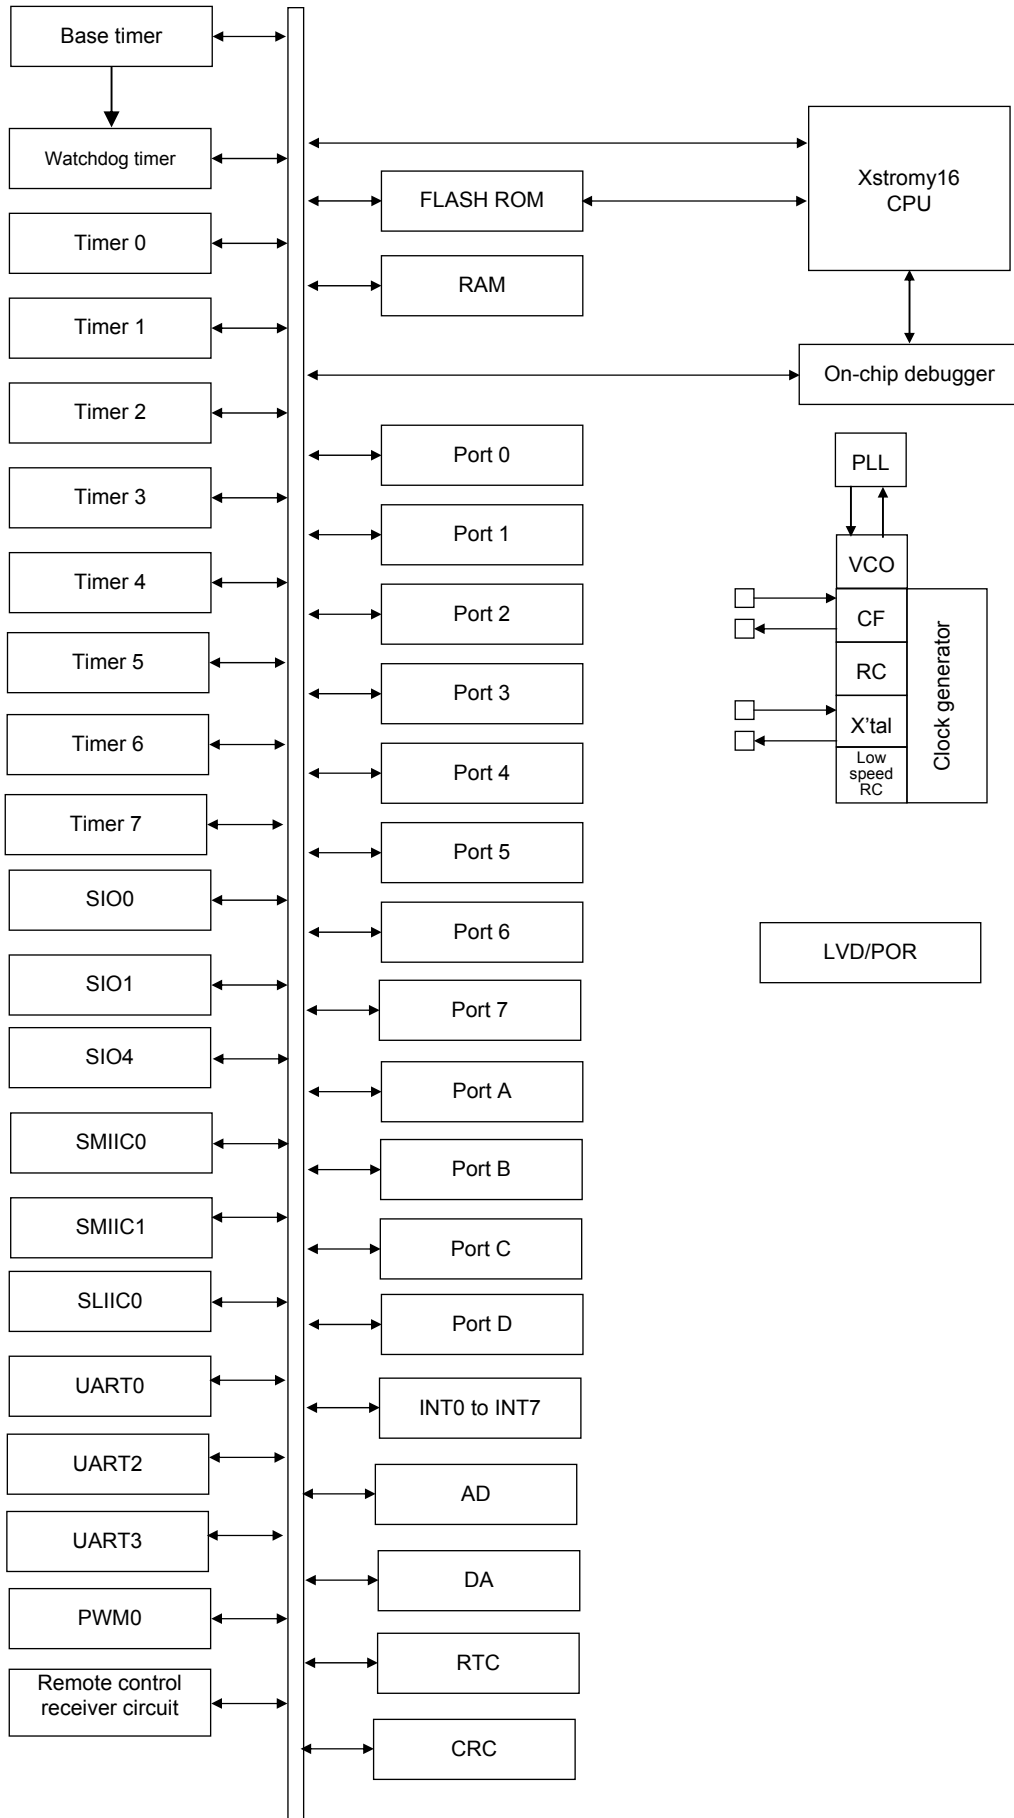 Base timer
Watchdog timer
Timer 0
Timer 1
Timer 2
Timer 3
Timer 4
Timer 5
Timer 6
Timer 7
SIO0
SIO1
SIO4
SMIIC0
SMIIC1
SLIIC0
UART0
UART2
UART3
PWM0
Remote control
receiver circuit
FLASH ROM
RAM
Port 0
Port 1
Port 2
Port 3
Port 4
Port 5
Port 6
Port 7
Port A
Port B
Port C
Port D
INT0 to INT7
AD
DA
RTC
CRC
Xstromy16
CPU
On-chip debugger
PLL
VCO
CF
RC
X'tal
Low
speed
RC
Clock generator
LVD/POR